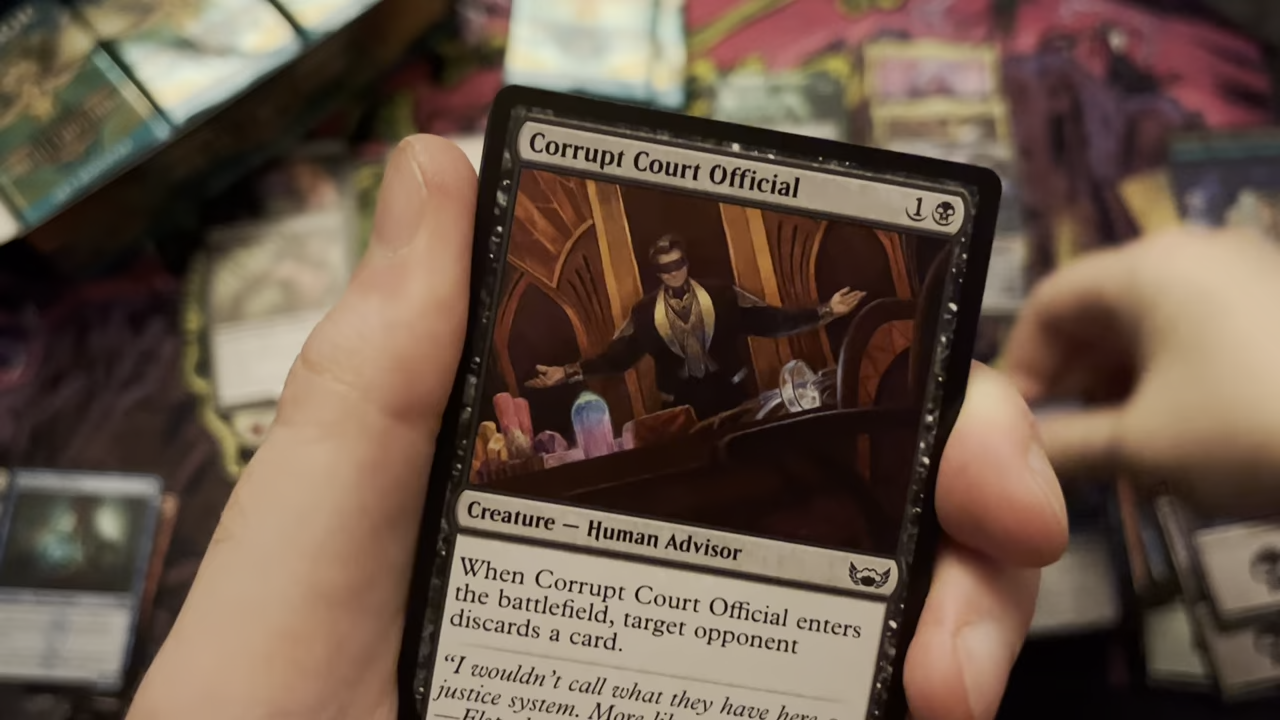 Corrupt Court Official
1
Creature — Human Advisor
When Corrupt Court Official enters
the battlefield, target opponent
discards a card.
"I wouldn't call what they have here a
justice system. More